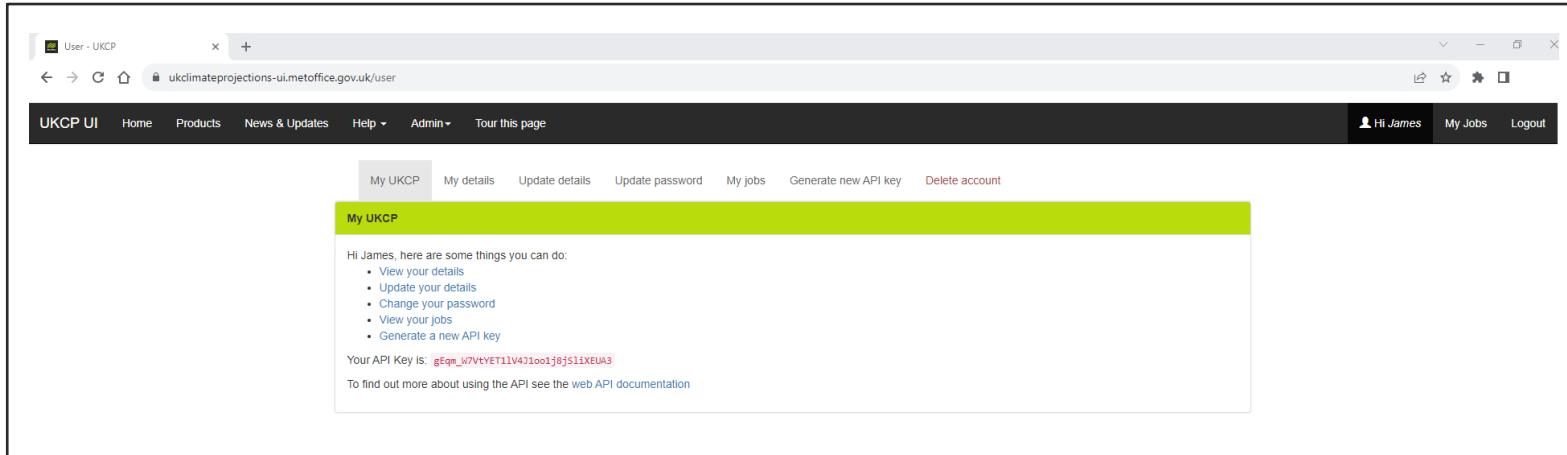 User - UKCP
ukclimateprojections-ui.metoffice.gov.uk/user
UKCP UI Home Products News & Updates Help Admin Tour this page Hi James My Jobs Logout
My UKCP My details Update details Update password My jobs Generate new API key Delete account
My UKCP
Hi James, here are some things you can do:
• View your details
• Update your details
• Change your password
• View your jobs
• Generate a new API key
Your API Key is: gEqm_W7VtYET1lV4J1oo1j8jSliXEUA3
To find out more about using the API see the web API documentation